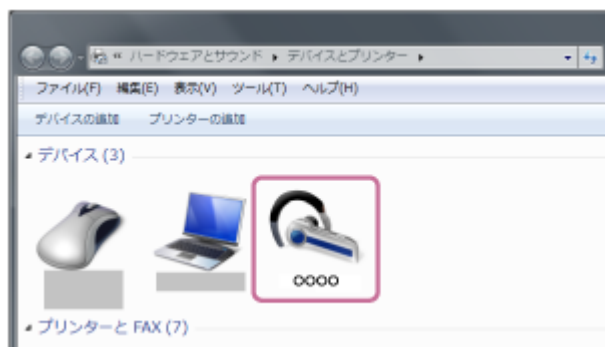 « ハードウェアとサウンド ▸ デバイスとプリンター ▸
ファイル(F) 編集(E) 表示(V) ツール(T) ヘルプ(H)
デバイスの追加 プリンターの追加
デバイス (3)
○○○○
プリンターと FAX (7)